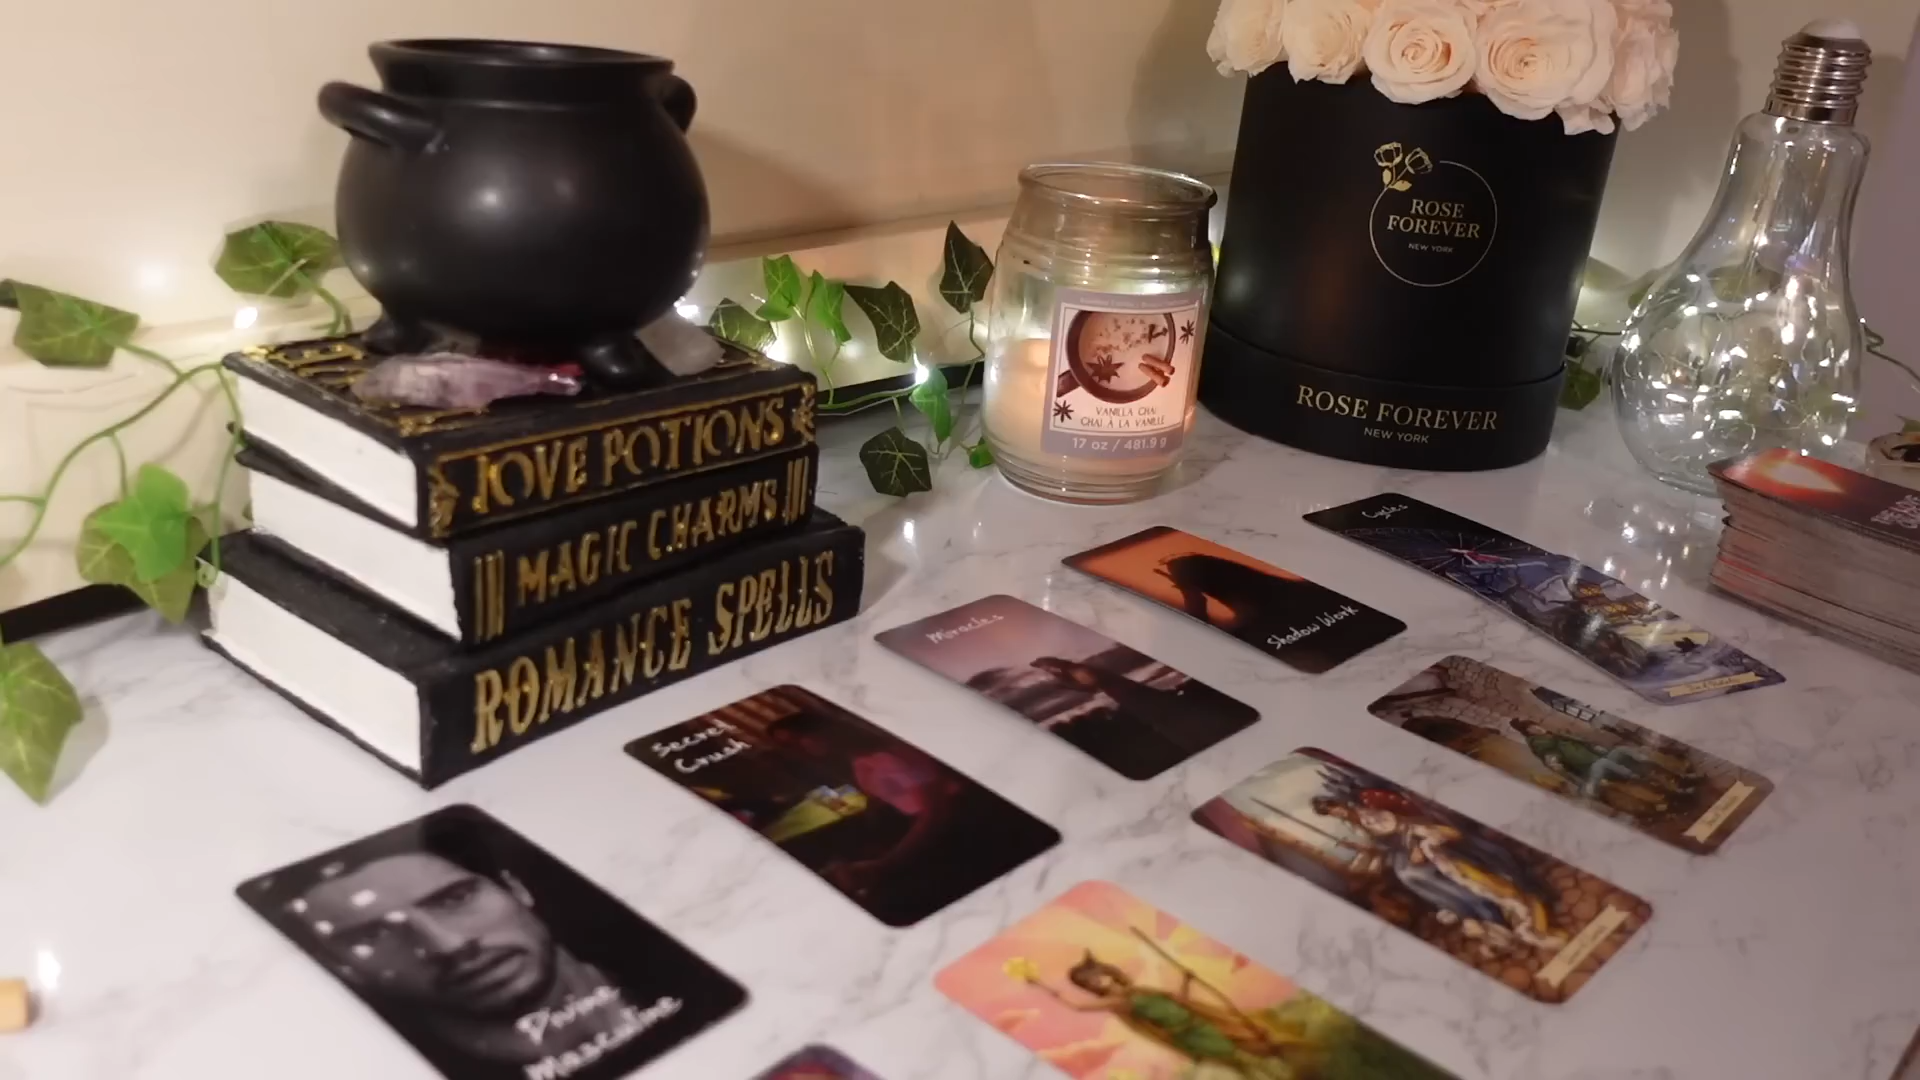 LOVE POTIONS
MAGIC CHARMS
ROMANCE SPELLS
VANILLA CHAI
CHAI À LA VANILLE
17 oz / 481.9 g
ROSE
FOREVER
NEW YORK
ROSE FOREVER
NEW YORK
Cycles
Shadow Work
Miracles
Secret
Crush
Divine
Masculine